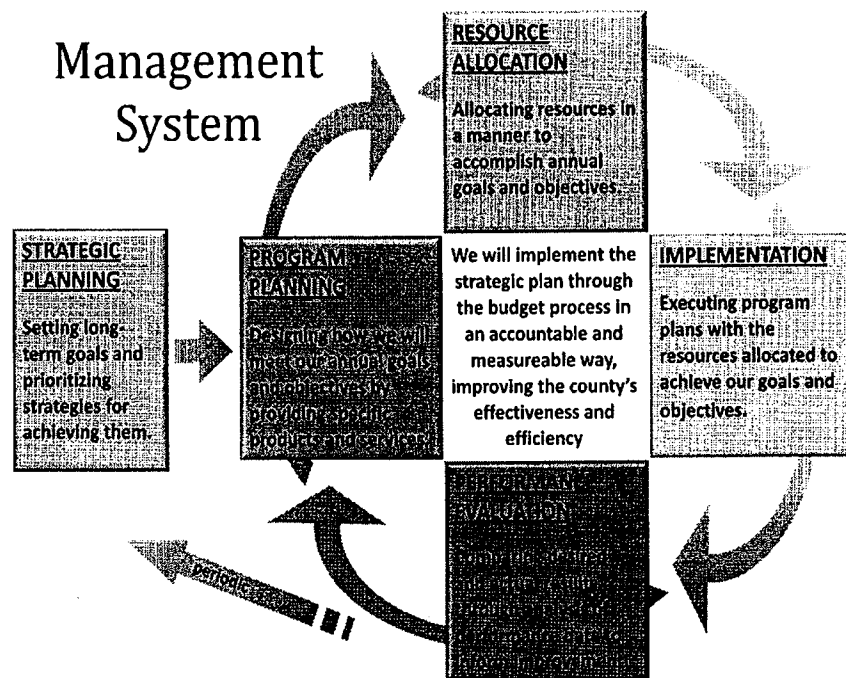 Management
System
RESOURCE
ALLOCATION
Allocating resources in
a manner to
accomplish annual
goals and objectives.
STRATEGIC
PLANNING
Setting long-
term goals and
prioritizing
strategies for
achieving them.
PROGRAM
PLANNING
Designing how we will
meet our annual goals
and objectives by
providing specific
products and services.
We will implement the
strategic plan through
the budget process in
an accountable and
measureable way,
improving the county's
effectiveness and
efficiency
IMPLEMENTATION
Executing program
plans with the
resources allocated to
achieve our goals and
objectives.
PERFORMANCE
EVALUATION
periodic